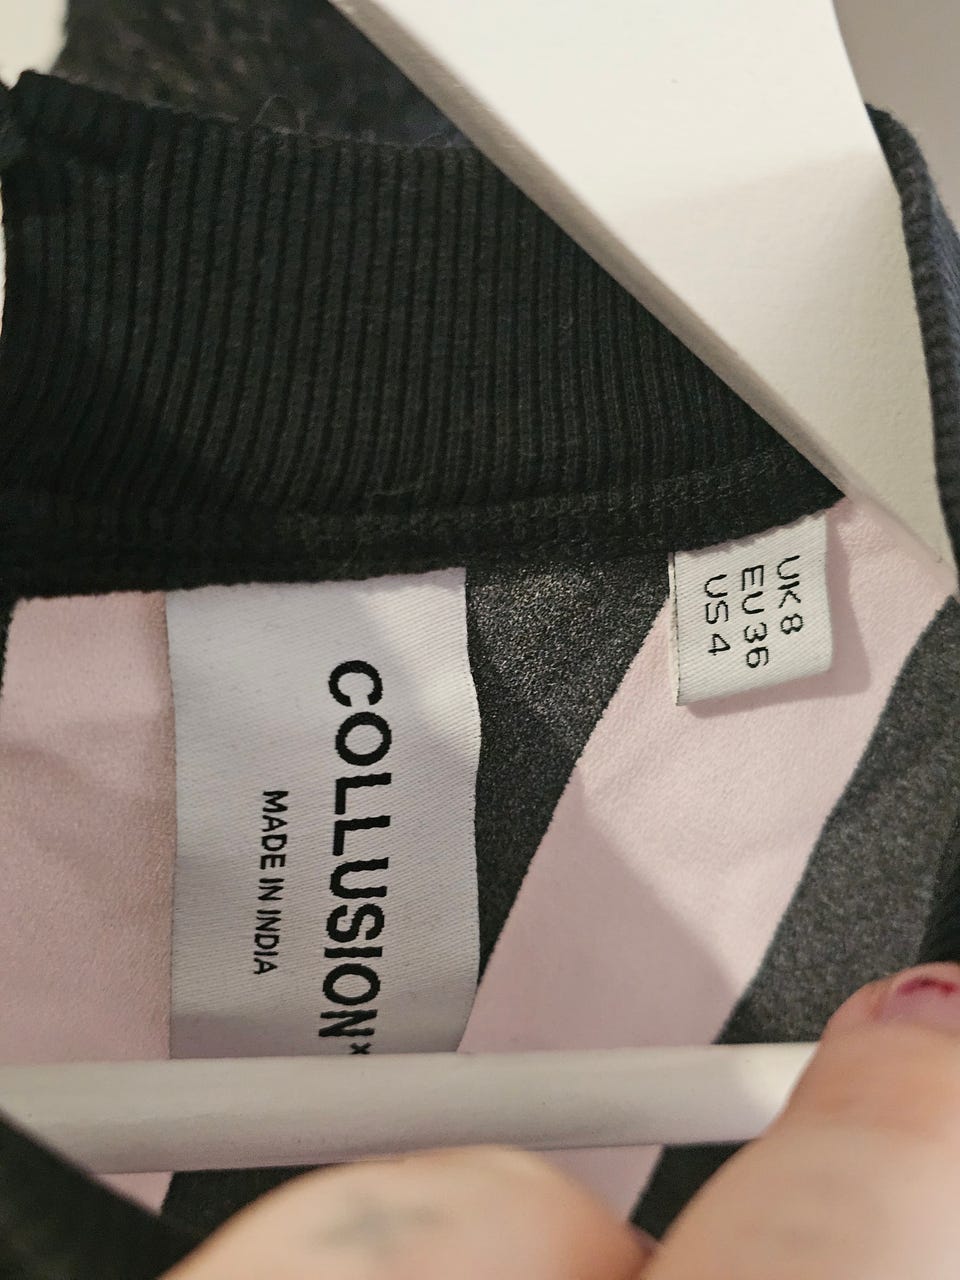 COLLUSION x
MADE IN INDIA
UK 8
EU 36
US 4